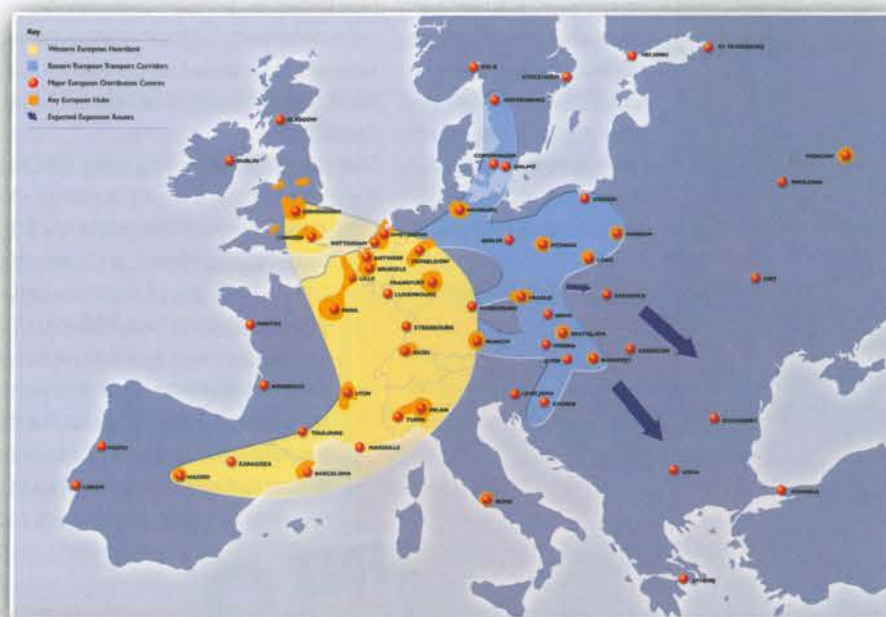 Key
Western European Heartland
Eastern European Transport Corridors
Major European Distribution Centres
Key European Hubs
Expected Expansion Routes
OSLO
HELSINKI
ST PETERSBURG
STOCKHOLM
GLASGOW
COPENHAGEN
MALMO
DUBLIN
MOSCOW
HAMBURG
AMSTERDAM
ROTTERDAM
LONDON
BERLIN
POZNAN
WARSAW
ANTWERP
DUSSELDORF
BRUSSELS
LODZ
LILLE
FRANKFURT
LUXEMBOURG
KIEV
PRAGUE
KATOWICE
NUREMBERG
PARIS
NANTES
STRASBOURG
BRNO
BRATISLAVA
MUNICH
VIENNA
BASEL
GYOR
BUDAPEST
DEBRECEN
BORDEAUX
LYON
LJUBLJANA
ZAGREB
MILAN
TURIN
BUCHAREST
TOULOUSE
MARSEILLE
PORTO
ZARAGOZA
BARCELONA
MADRID
SOFIA
LISBON
ROME
ISTANBUL
ATHENS